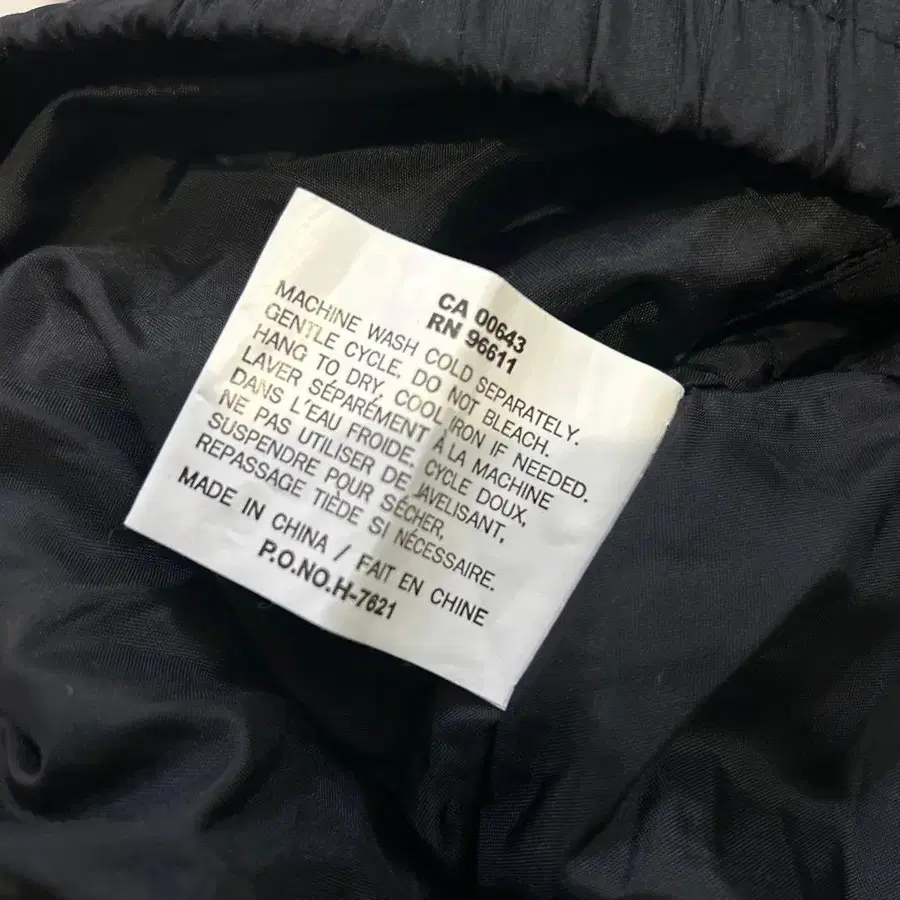 CA 00643
RN 96611
MACHINE WASH COLD SEPARATELY.
GENTLE CYCLE. DO NOT BLEACH.
HANG TO DRY, COOL IRON IF NEEDED.
LAVER SÉPARÉMENT À LA MACHINE
DANS L'EAU FROIDE. CYCLE DOUX.
NE PAS UTILISER DE JAVELISANT.
SUSPENDRE POUR SÉCHER,
REPASSAGE TIÈDE SI NÉCESSAIRE.
MADE IN CHINA / FAIT EN CHINE
P.O.NO.H-7621